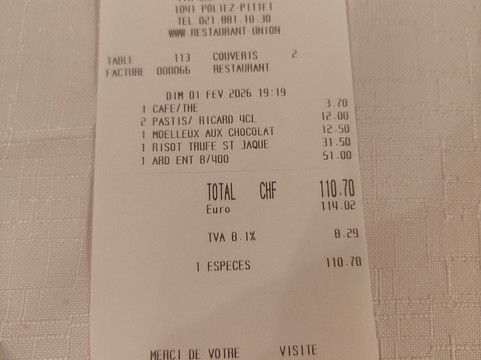 1041 POLIEZ-PITTET
TEL.021.881.10.30
WWW.RESTAURANT-UNION
TABLE 113 COUVERTS 2
FACTURE 000066 RESTAURANT
DIM 01 FEV 2026 19:19
1 CAFE/THE 3.70
2 PASTIS/ RICARD 4CL 12.00
1 MOELLEUX AUX CHOCOLAT 12.50
1 RISOT TRUFE ST JAQUE 31.50
1 ARD ENT B/400 51.00
TOTAL CHF 110.70
Euro 114.02
TVA 8.1% 8.29
1 ESPECES 110.70
MERCI DE VOTRE VISITE